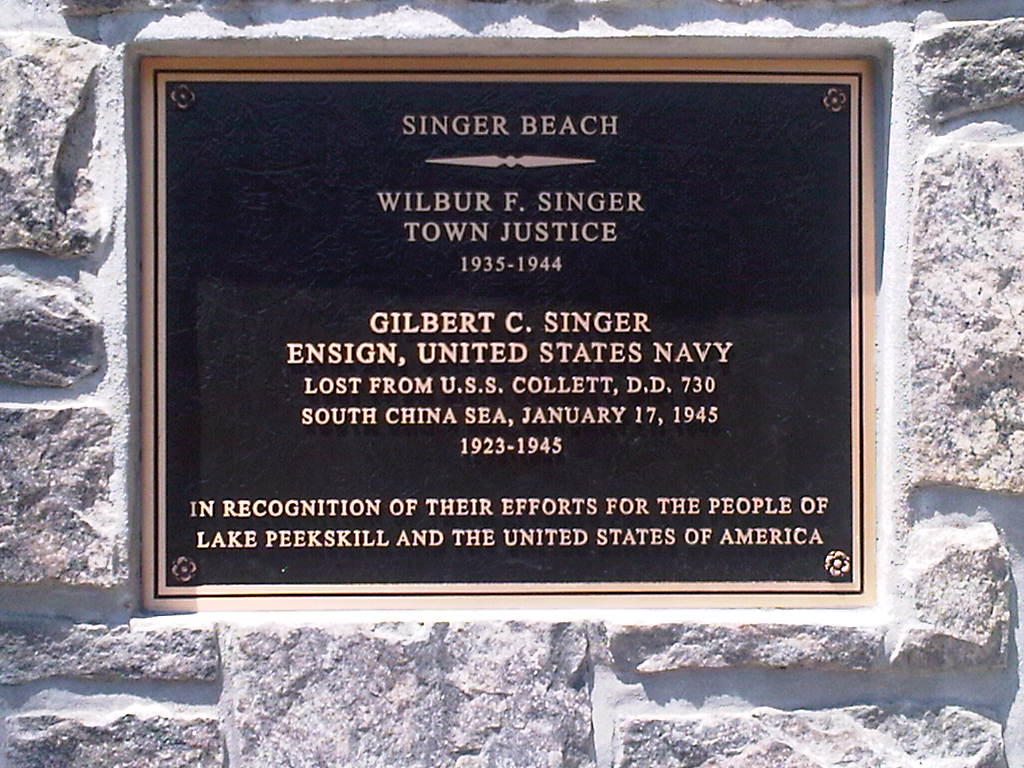 SINGER BEACH
WILBUR F. SINGER
TOWN JUSTICE
1935-1944
GILBERT C. SINGER
ENSIGN, UNITED STATES NAVY
LOST FROM U.S.S. COLLETT, D.D. 730
SOUTH CHINA SEA, JANUARY 17, 1945
1923-1945
IN RECOGNITION OF THEIR EFFORTS FOR THE PEOPLE OF
LAKE PEEKSKILL AND THE UNITED STATES OF AMERICA